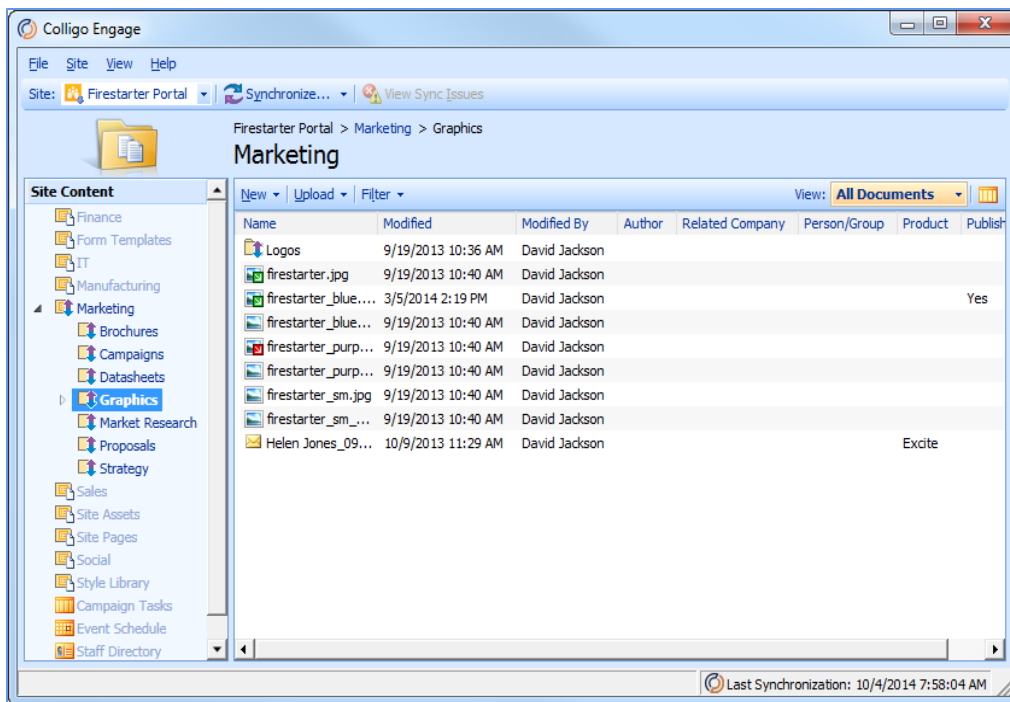 Colligo Engage
File Site View Help
Site: Firestarter Portal Synchronize... View Sync Issues
Firestarter Portal > Marketing > Graphics
Marketing
Site Content
Finance
Form Templates
IT
Manufacturing
Marketing
Brochures
Campaigns
Datasheets
Graphics
Market Research
Proposals
Strategy
Sales
Site Assets
Site Pages
Social
Style Library
Campaign Tasks
Event Schedule
Staff Directory
New Upload Filter View: All Documents
Name Modified Modified By Author Related Company Person/Group Product Publish
Logos 9/19/2013 10:36 AM David Jackson
firestarter.jpg 9/19/2013 10:40 AM David Jackson
firestarter_blue.... 3/5/2014 2:19 PM David Jackson Yes
firestarter_blue... 9/19/2013 10:40 AM David Jackson
firestarter_purp... 9/19/2013 10:40 AM David Jackson
firestarter_purp... 9/19/2013 10:40 AM David Jackson
firestarter_sm.jpg 9/19/2013 10:40 AM David Jackson
firestarter_sm_... 9/19/2013 10:40 AM David Jackson
Helen Jones_09... 10/9/2013 11:29 AM David Jackson Excite
Last Synchronization: 10/4/2014 7:58:04 AM